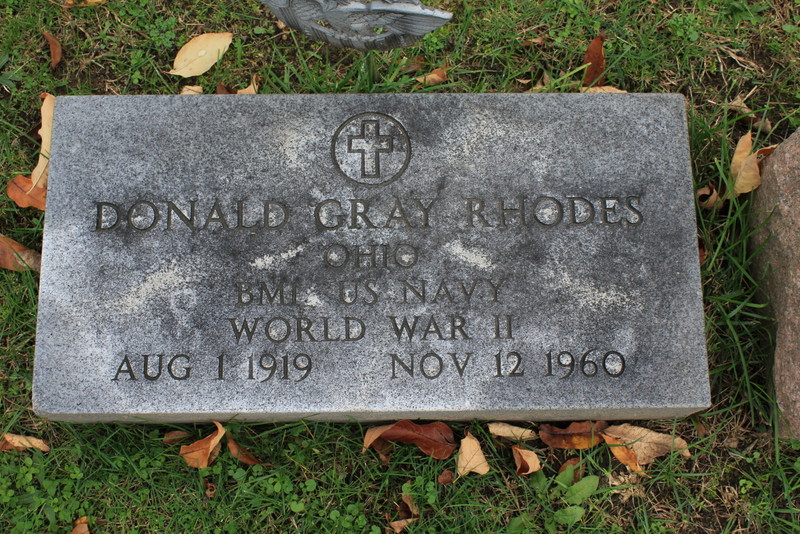 DONALD GRAY RHODES
OHIO
BM1 US NAVY
WORLD WAR II
AUG 1 1919 NOV 12 1960